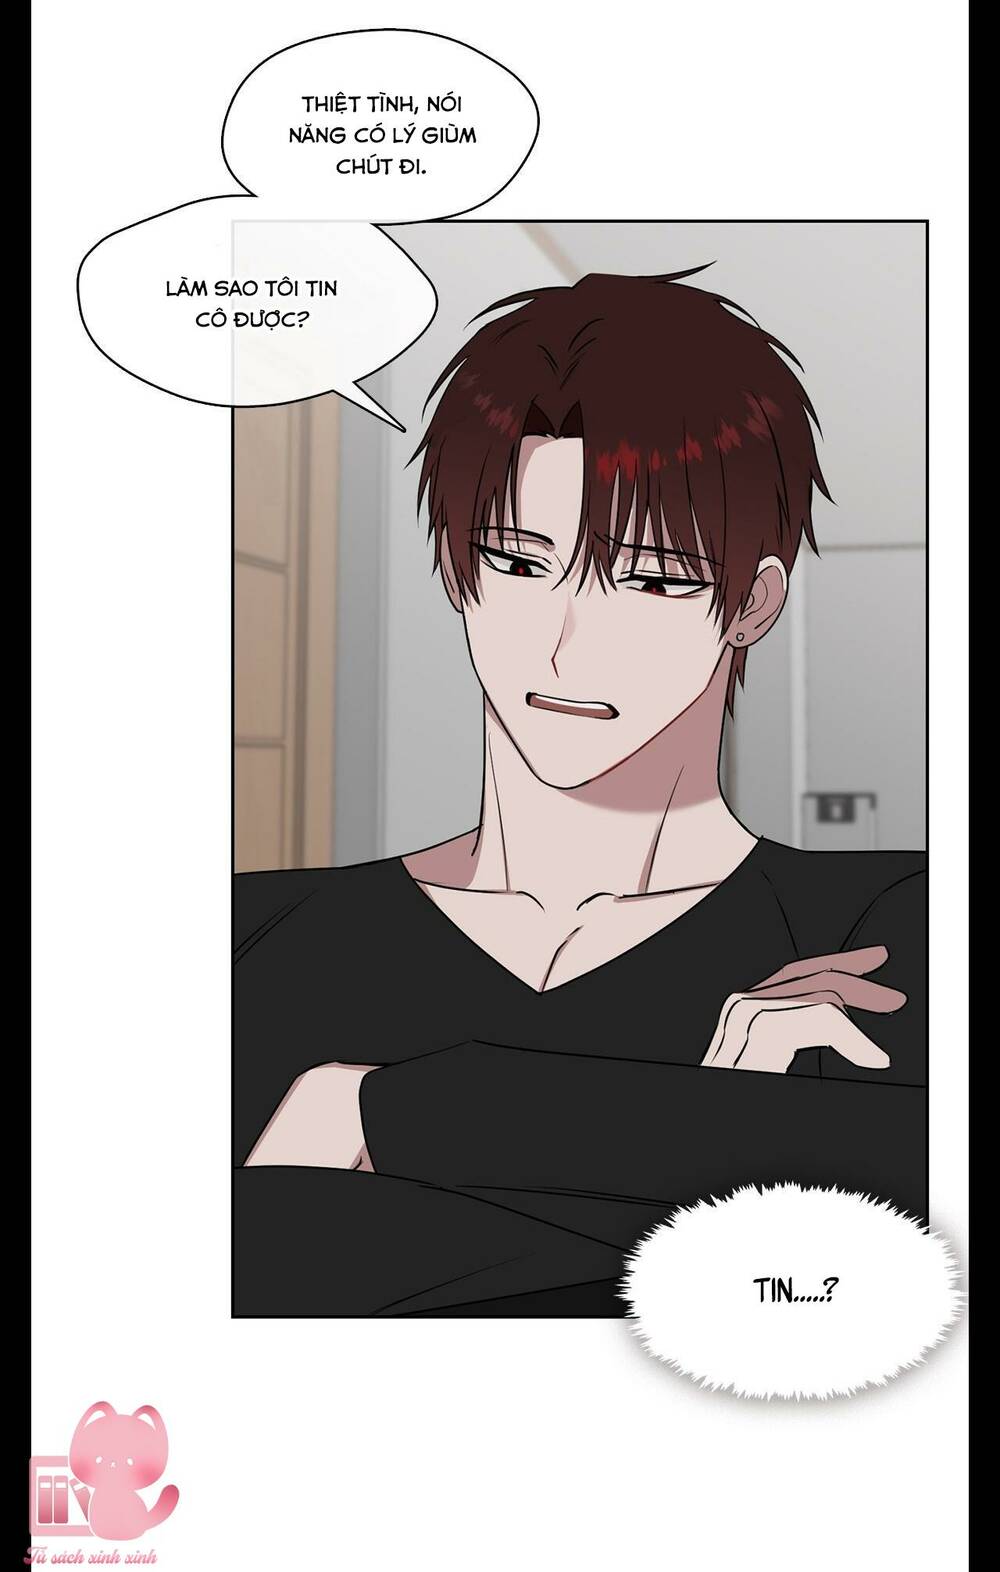 THIỆT TÌNH, NÓI
NĂNG CÓ LÝ GIÙM
CHÚT ĐI.
LÀM SAO TÔI TIN
CÔ ĐƯỢC?
TIN.....?
Tủ sách xinh xinh